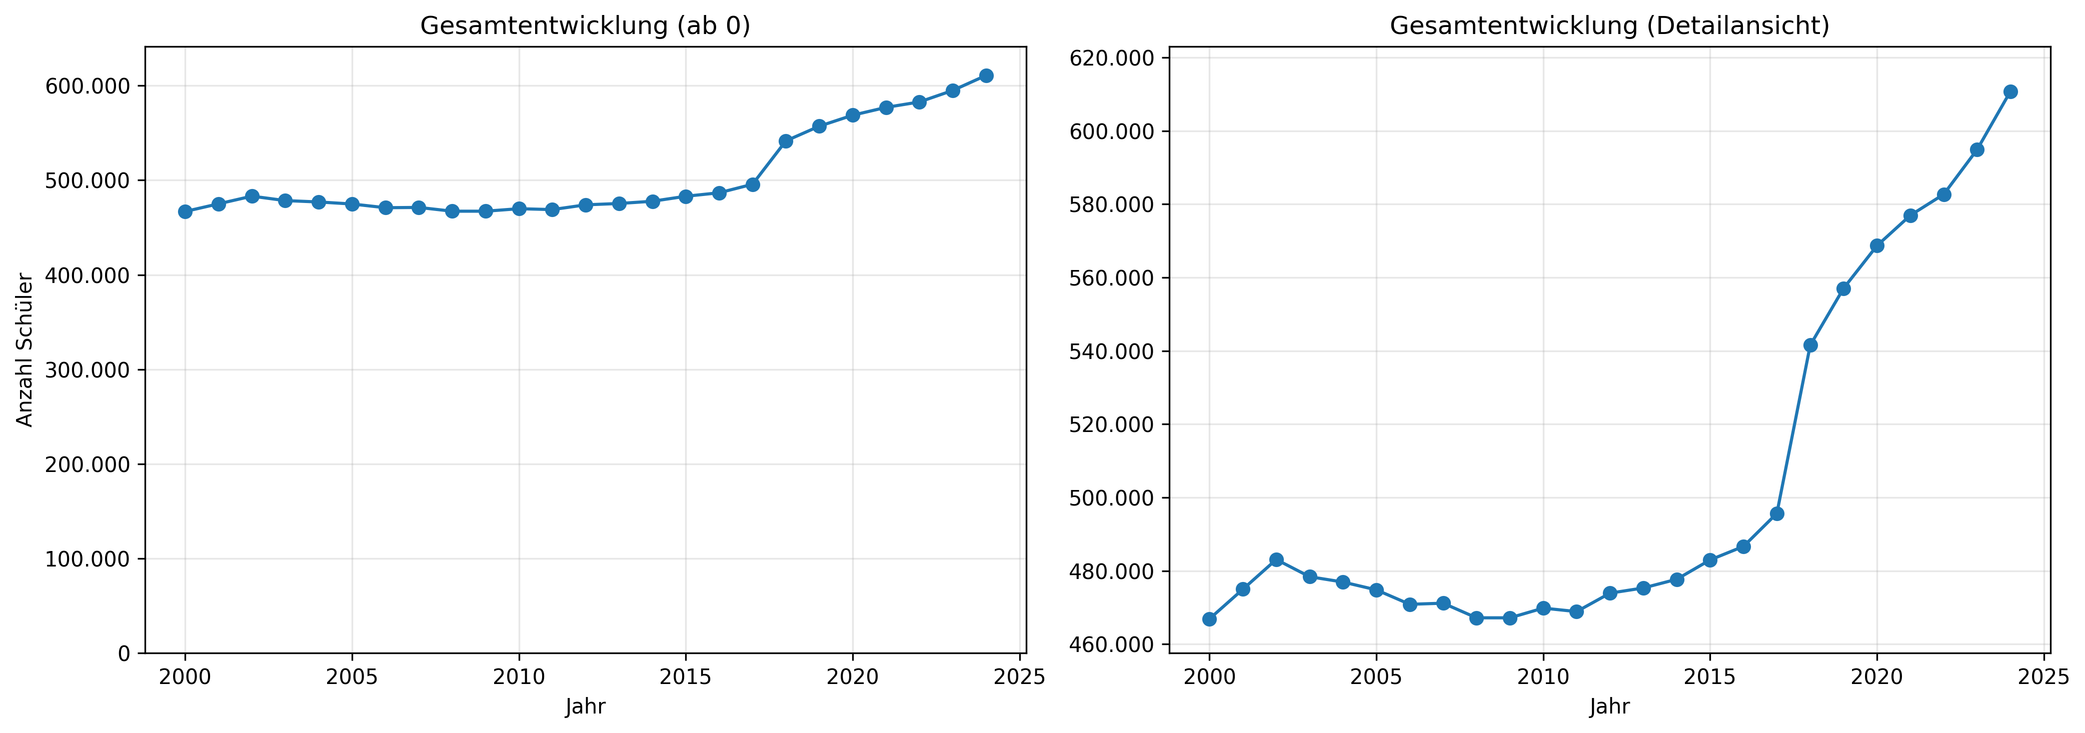 Gesamtentwicklung (ab 0)
600.000
500.000
400.000
300.000
200.000
100.000
0
Anzahl Schüler
2000 2005 2010 2015 2020 2025
Jahr
Gesamtentwicklung (Detailansicht)
620.000
600.000
580.000
560.000
540.000
520.000
500.000
480.000
460.000
2000 2005 2010 2015 2020 2025
Jahr